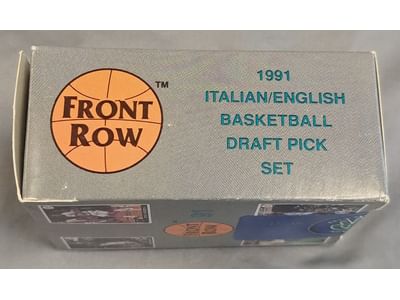 FRONT
ROW
™
1991
ITALIAN/ENGLISH
BASKETBALL
DRAFT PICK
SET